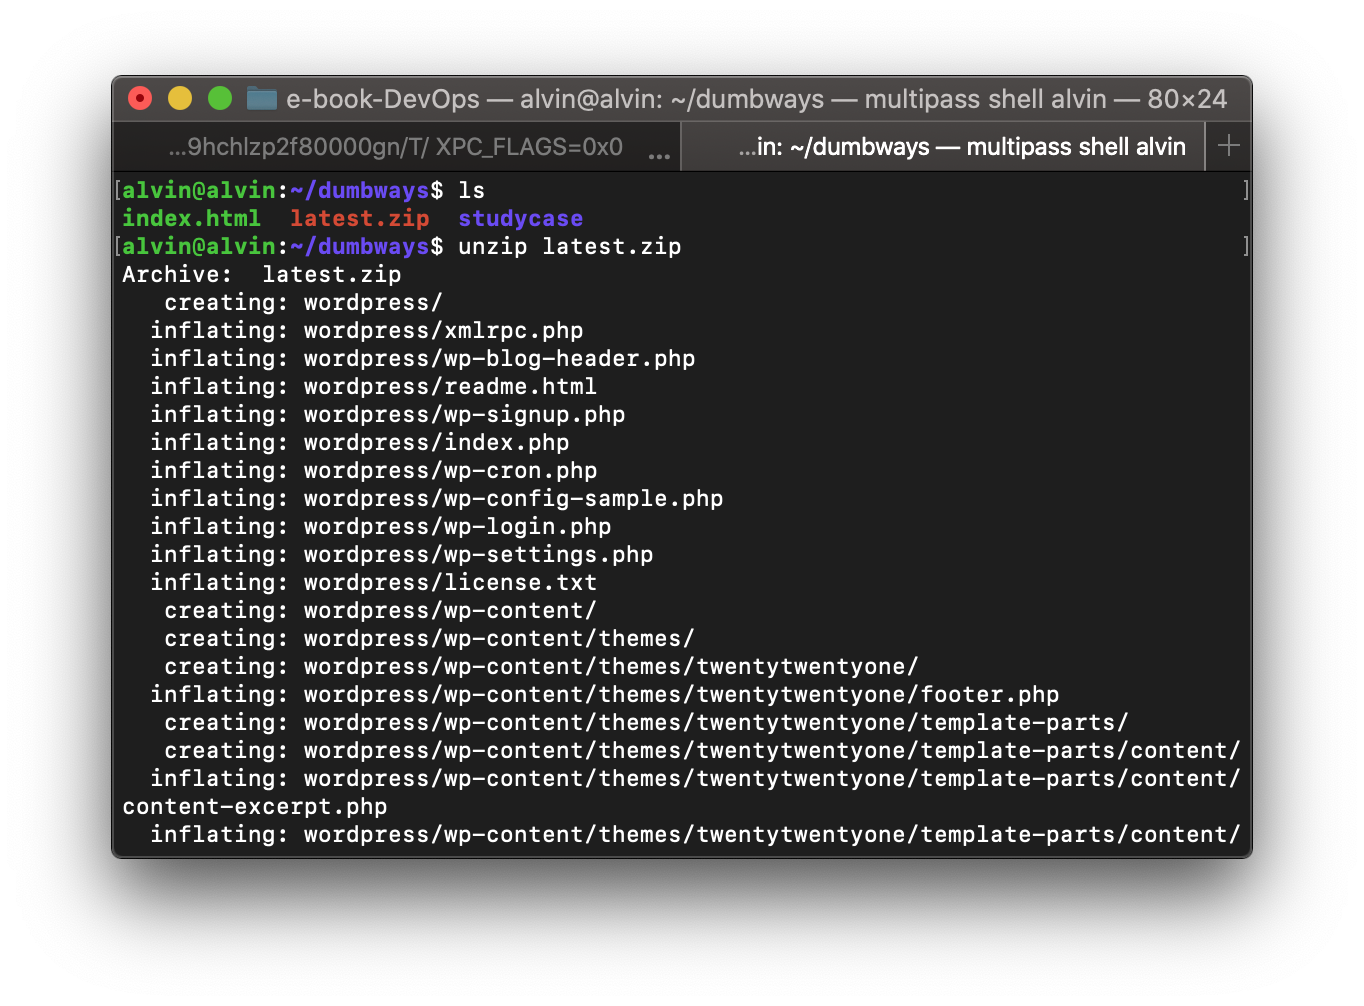 e-book-DevOps — alvin@alvin: ~/dumbways — multipass shell alvin — 80×24
...9hchlzp2f80000gn/T/ XPC_FLAGS=0x0 ... ...in: ~/dumbways — multipass shell alvin +
[alvin@alvin:~/dumbways$ ls ]
index.html  latest.zip  studycase
[alvin@alvin:~/dumbways$ unzip latest.zip ]
Archive:  latest.zip
   creating: wordpress/
  inflating: wordpress/xmlrpc.php
  inflating: wordpress/wp-blog-header.php
  inflating: wordpress/readme.html
  inflating: wordpress/wp-signup.php
  inflating: wordpress/index.php
  inflating: wordpress/wp-cron.php
  inflating: wordpress/wp-config-sample.php
  inflating: wordpress/wp-login.php
  inflating: wordpress/wp-settings.php
  inflating: wordpress/license.txt
   creating: wordpress/wp-content/
   creating: wordpress/wp-content/themes/
   creating: wordpress/wp-content/themes/twentytwentyone/
  inflating: wordpress/wp-content/themes/twentytwentyone/footer.php
   creating: wordpress/wp-content/themes/twentytwentyone/template-parts/
   creating: wordpress/wp-content/themes/twentytwentyone/template-parts/content/
  inflating: wordpress/wp-content/themes/twentytwentyone/template-parts/content/
content-excerpt.php
  inflating: wordpress/wp-content/themes/twentytwentyone/template-parts/content/